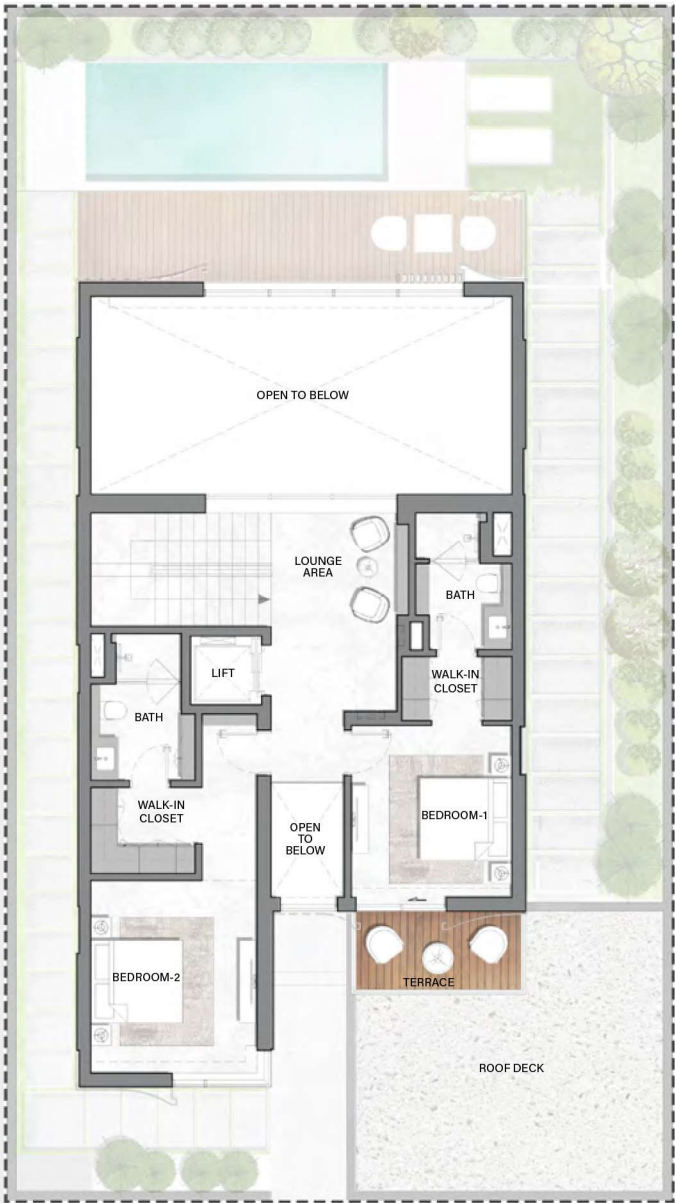 OPEN TO BELOW
LOUNGE
AREA
BATH
LIFT
WALK-IN
CLOSET
BATH
WALK-IN
CLOSET
OPEN
TO
BELOW
BEDROOM-1
BEDROOM-2
TERRACE
ROOF DECK